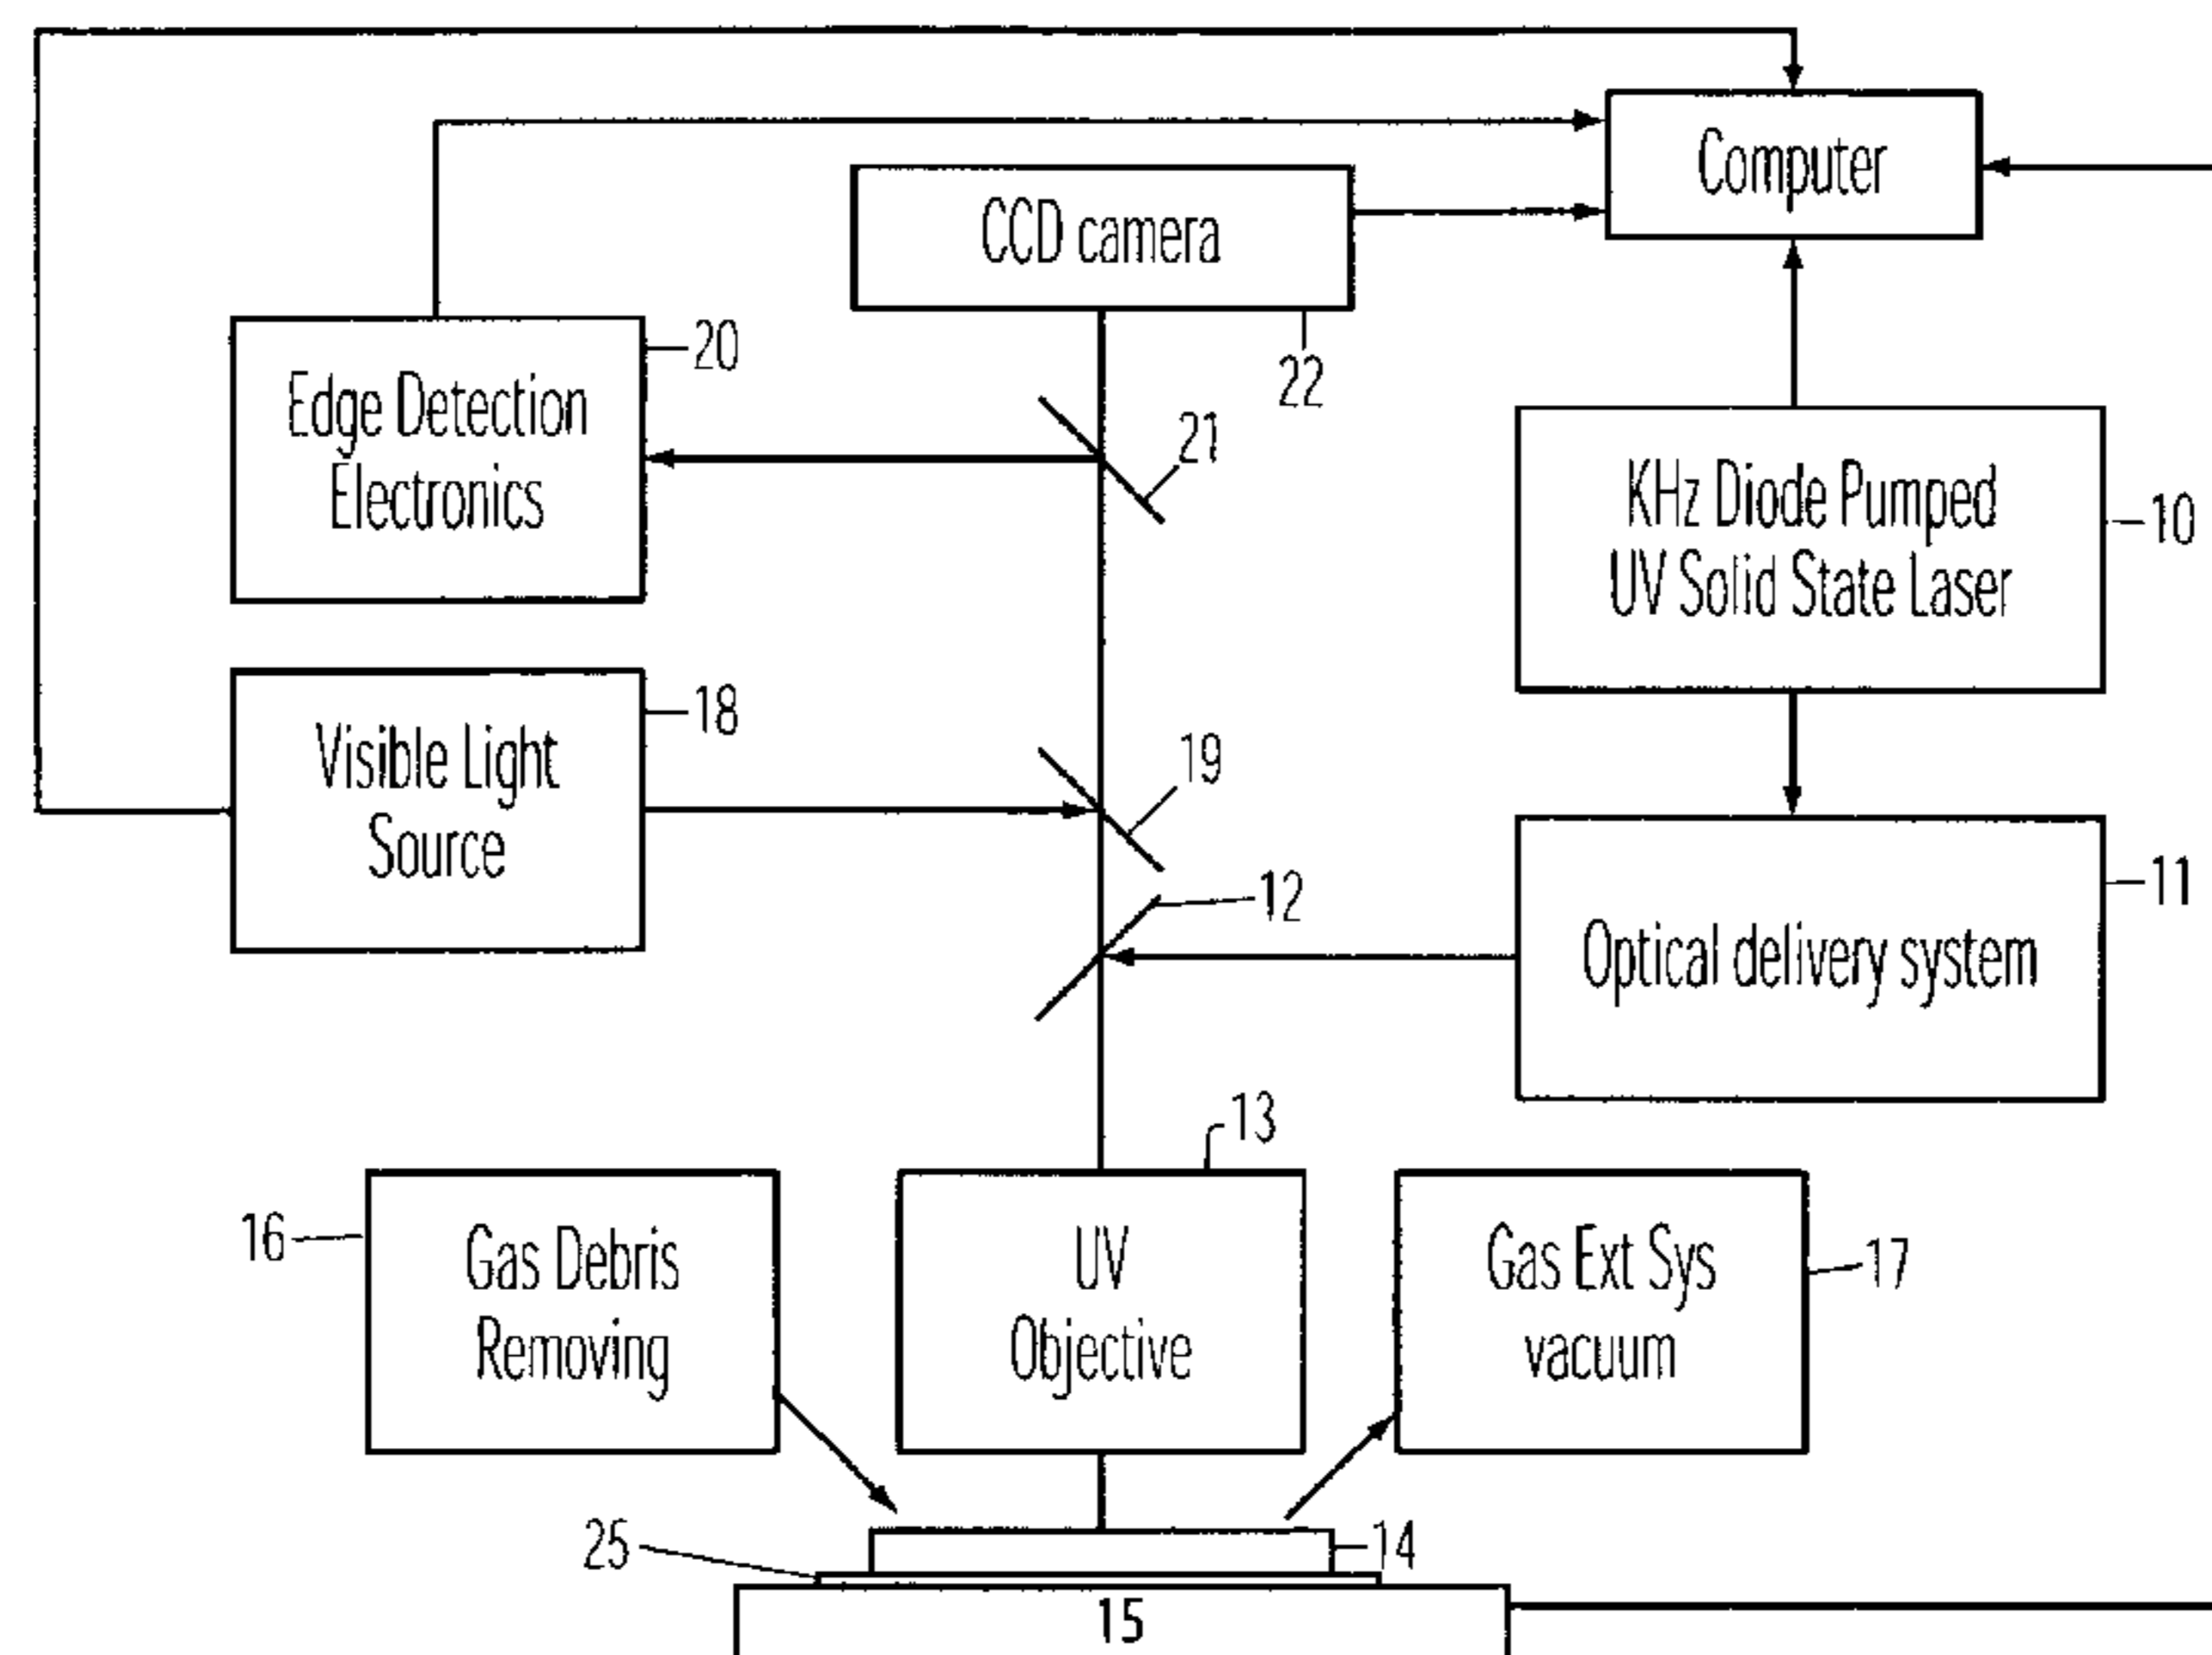 Computer
CCD camera
22
20
Edge Detection
Electronics
21
KHz Diode Pumped
UV Solid State Laser
10
18
Visible Light
Source
19
12
11
Optical delivery system
13
16
Gas Debris
Removing
UV
Objective
Gas Ext Sys
vacuum
17
25
14
15